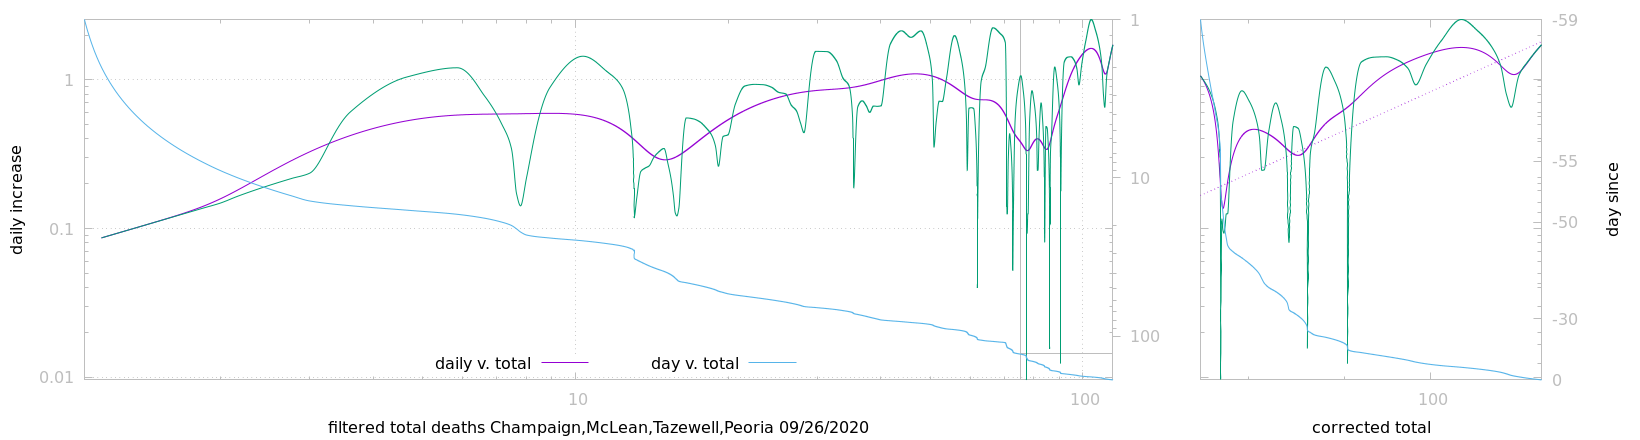 1
-59
1
daily increase
-55
10
day since
0.1
-50
-30
100
daily v. total
day v. total
0.01
0
10
100
100
filtered total deaths Champaign,McLean,Tazewell,Peoria 09/26/2020
corrected total